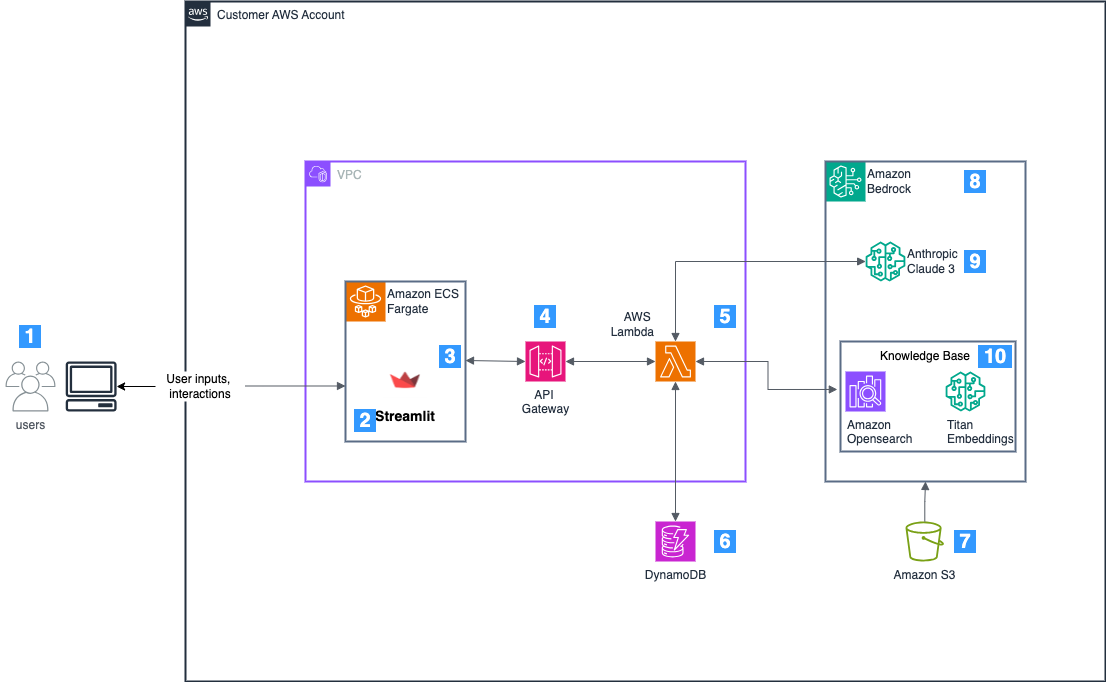 aws
Customer AWS Account
VPC
Amazon
Bedrock
8
Anthropic
Claude 3
9
Amazon ECS
Fargate
4
AWS
Lambda
5
1
3
Knowledge Base
10
User inputs,
interactions
API
Gateway
2
Streamlit
users
Amazon
Opensearch
Titan
Embeddings
6
DynamoDB
7
Amazon S3